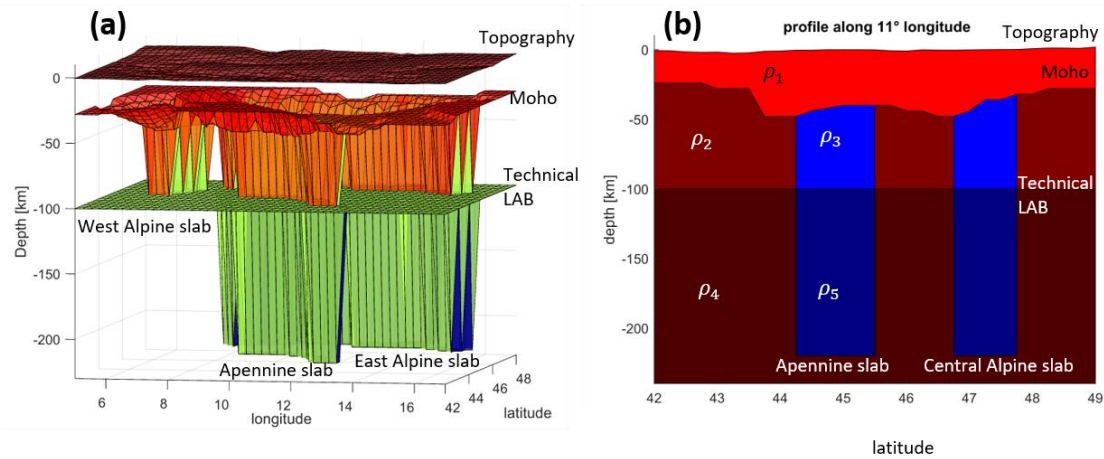 (a)
Topography
Moho
Technical
LAB
West Alpine slab
Apennine slab
East Alpine slab
Depth [km]
0
-50
-100
-150
-200
6
8
10
12
14
16
longitude
42
44
46
48
latitude
(b)
profile along 11° longitude
Topography
Moho
ρ1
ρ2
ρ3
Technical
LAB
ρ4
ρ5
Apennine slab
Central Alpine slab
depth [km]
0
-50
-100
-150
-200
42
43
44
45
46
47
48
49
latitude